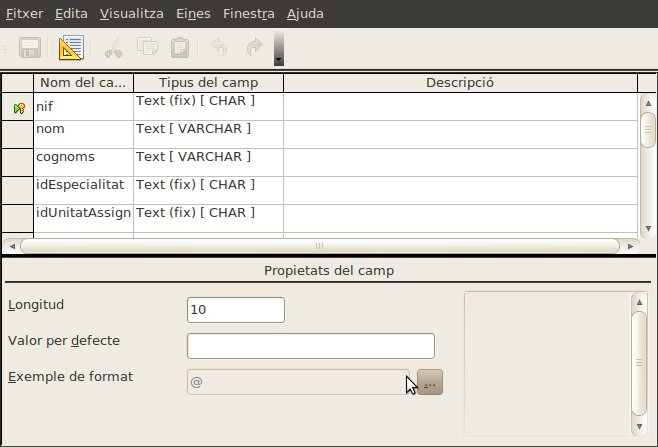 Fitxer Edita Visualitza Eines Finestra Ajuda
Nom del ca... Tipus del camp Descripció
nif Text (fix) [ CHAR ]
nom Text [ VARCHAR ]
cognoms Text [ VARCHAR ]
idEspecialitat Text (fix) [ CHAR ]
idUnitatAssign Text (fix) [ CHAR ]
Propietats del camp
Longitud 10
Valor per defecte
Exemple de format @ ...